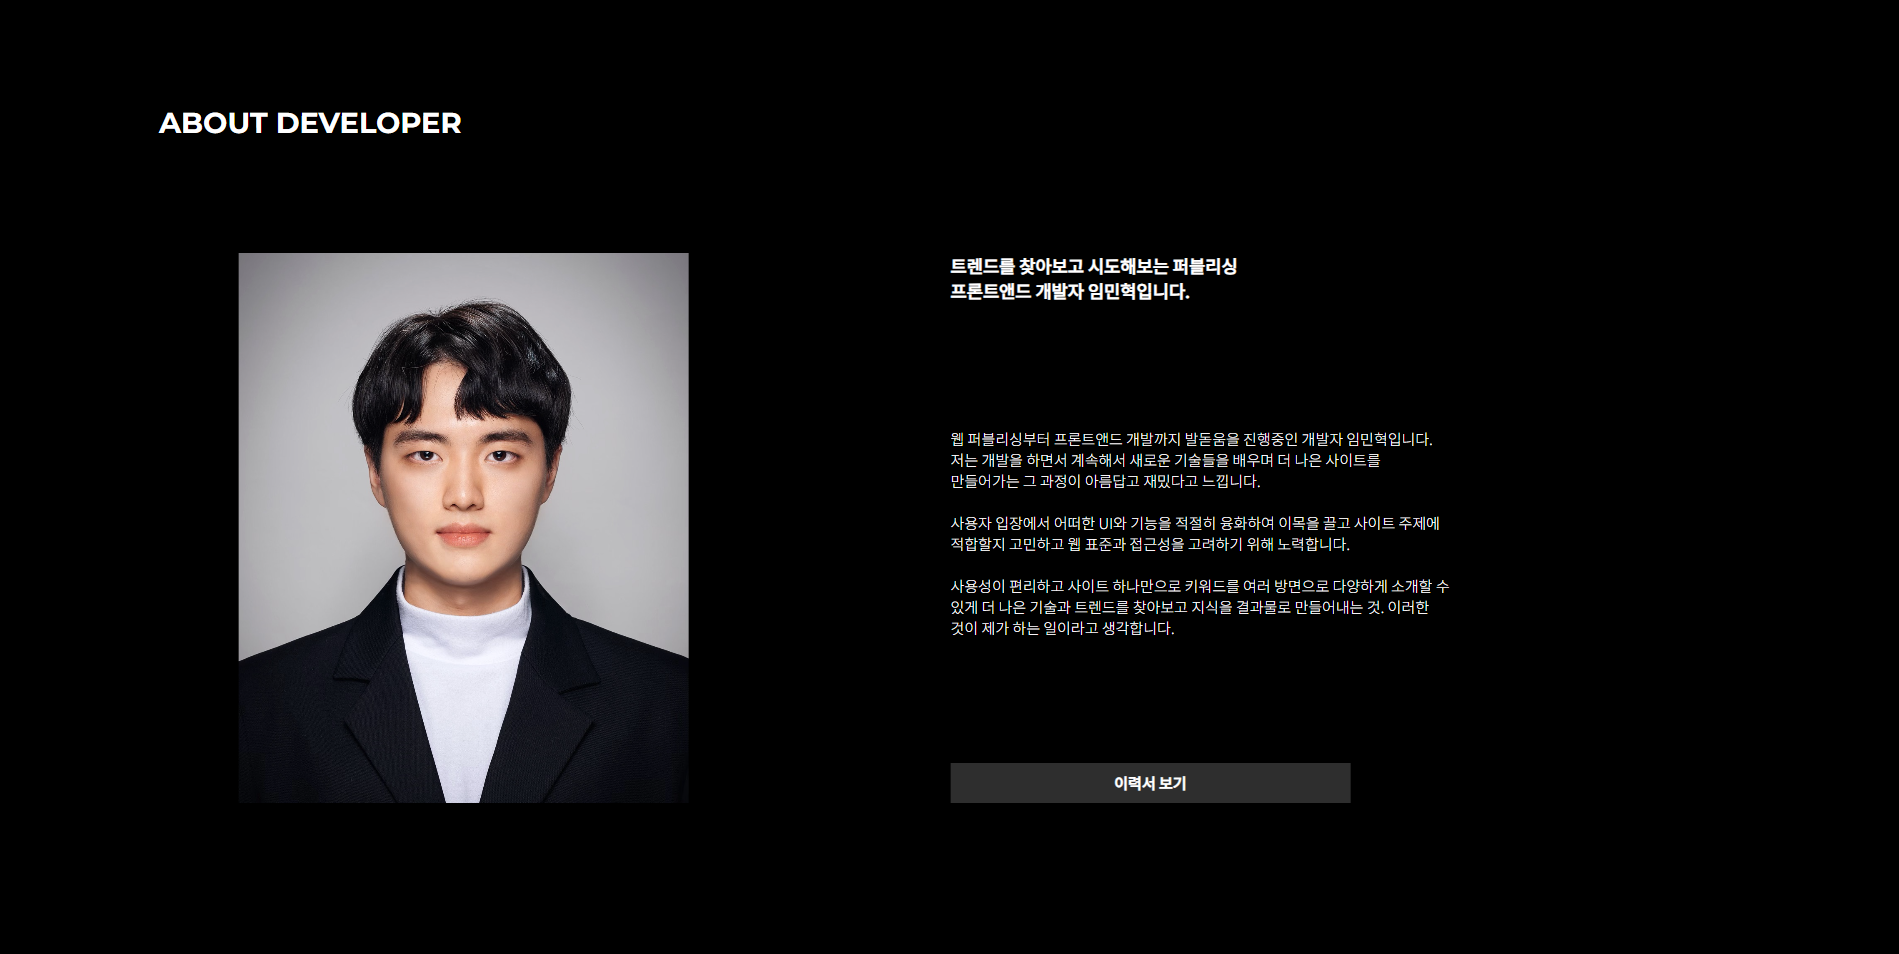 ABOUT DEVELOPER
트렌드를 찾아보고 시도해보는 퍼블리싱
프론트앤드 개발자 임민혁입니다.
웹 퍼블리싱부터 프론트앤드 개발까지 발돋움을 진행중인 개발자 임민혁입니다.
저는 개발을 하면서 계속해서 새로운 기술들을 배우며 더 나은 사이트를
만들어가는 그 과정이 아름답고 재밌다고 느낍니다.
사용자 입장에서 어떠한 UI와 기능을 적절히 융화하여 이목을 끌고 사이트 주제에
적합할지 고민하고 웹 표준과 접근성을 고려하기 위해 노력합니다.
사용성이 편리하고 사이트 하나만으로 키워드를 여러 방면으로 다양하게 소개할 수
있게 더 나은 기술과 트렌드를 찾아보고 지식을 결과물로 만들어내는 것. 이러한
것이 제가 하는 일이라고 생각합니다.
이력서 보기